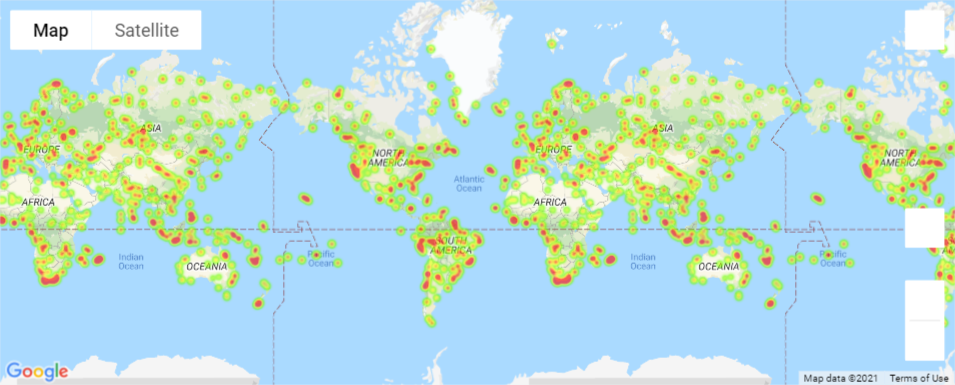 Map Satellite
ASIA
EUROPE
NORTH
AMERICA
AFRICA
Atlantic
Ocean
SOUTH
AMERICA
Indian
Ocean
OCEANIA
Pacific
Ocean
ASIA
EUROPE
NORTH
AMERICA
AFRICA
Indian
Ocean
OCEANIA
Pacific
Ocean
Google
Map data ©2021 Terms of Use